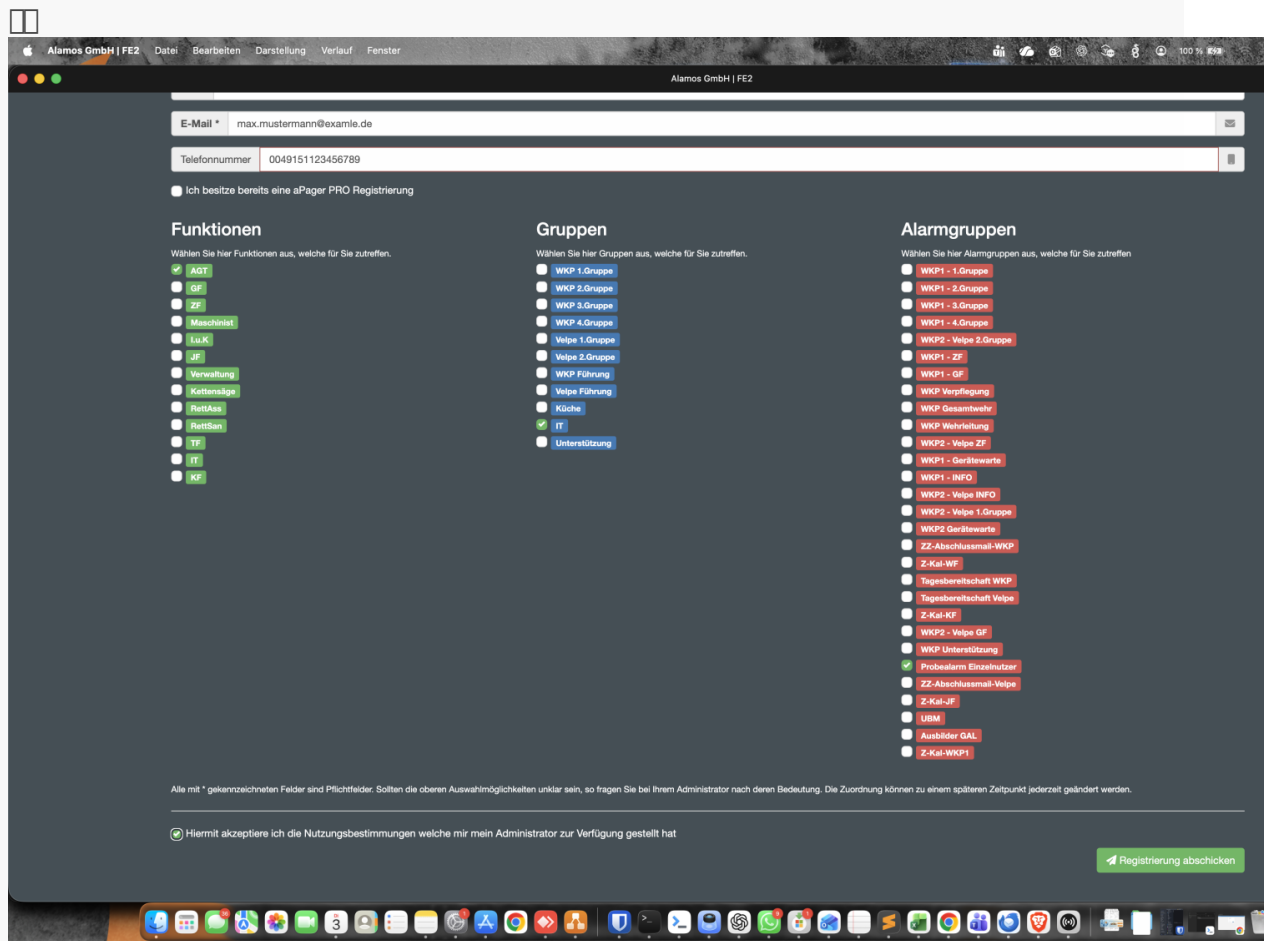 Alamos GmbH | FE2 Datei Bearbeiten Darstellung Verlauf Fenster 100 %
Alamos GmbH | FE2
E-Mail * max.mustermann@examle.de
Telefonnummer 0049151123456789
Ich besitze bereits eine aPager PRO Registrierung
Funktionen
Wählen Sie hier Funktionen aus, welche für Sie zutreffen.
AGT
GF
ZF
Maschinist
I.u.K
JF
Verwaltung
Kettensäge
RettAss
RettSan
TF
IT
KF
Gruppen
Wählen Sie hier Gruppen aus, welche für Sie zutreffen.
WKP 1.Gruppe
WKP 2.Gruppe
WKP 3.Gruppe
WKP 4.Gruppe
Velpe 1.Gruppe
Velpe 2.Gruppe
WKP Führung
Velpe Führung
Küche
IT
Unterstützung
Alarmgruppen
Wählen Sie hier Alarmgruppen aus, welche für Sie zutreffen
WKP1 - 1.Gruppe
WKP1 - 2.Gruppe
WKP1 - 3.Gruppe
WKP1 - 4.Gruppe
WKP2 - Velpe 2.Gruppe
WKP1 - ZF
WKP1 - GF
WKP Verpflegung
WKP Gesamtwehr
WKP Wehrleitung
WKP2 - Velpe ZF
WKP1 - Gerätewarte
WKP1 - INFO
WKP2 - Velpe INFO
WKP2 - Velpe 1.Gruppe
WKP2 Gerätewarte
ZZ-Abschlussmail-WKP
Z-Kal-WF
Tagesbereitschaft WKP
Tagesbereitschaft Velpe
Z-Kal-KF
WKP2 - Velpe GF
WKP Unterstützung
Probealarm Einzelnutzer
ZZ-Abschlussmail-Velpe
Z-Kal-JF
UBM
Ausbilder GAL
Z-Kal-WKP1
Alle mit * gekennzeichneten Felder sind Pflichtfelder. Sollten die oberen Auswahlmöglichkeiten unklar sein, so fragen Sie bei Ihrem Administrator nach deren Bedeutung. Die Zuordnung können zu einem späteren Zeitpunkt jederzeit geändert werden.
Hiermit akzeptiere ich die Nutzungsbestimmungen welche mir mein Administrator zur Verfügung gestellt hat
Registrierung abschicken
3